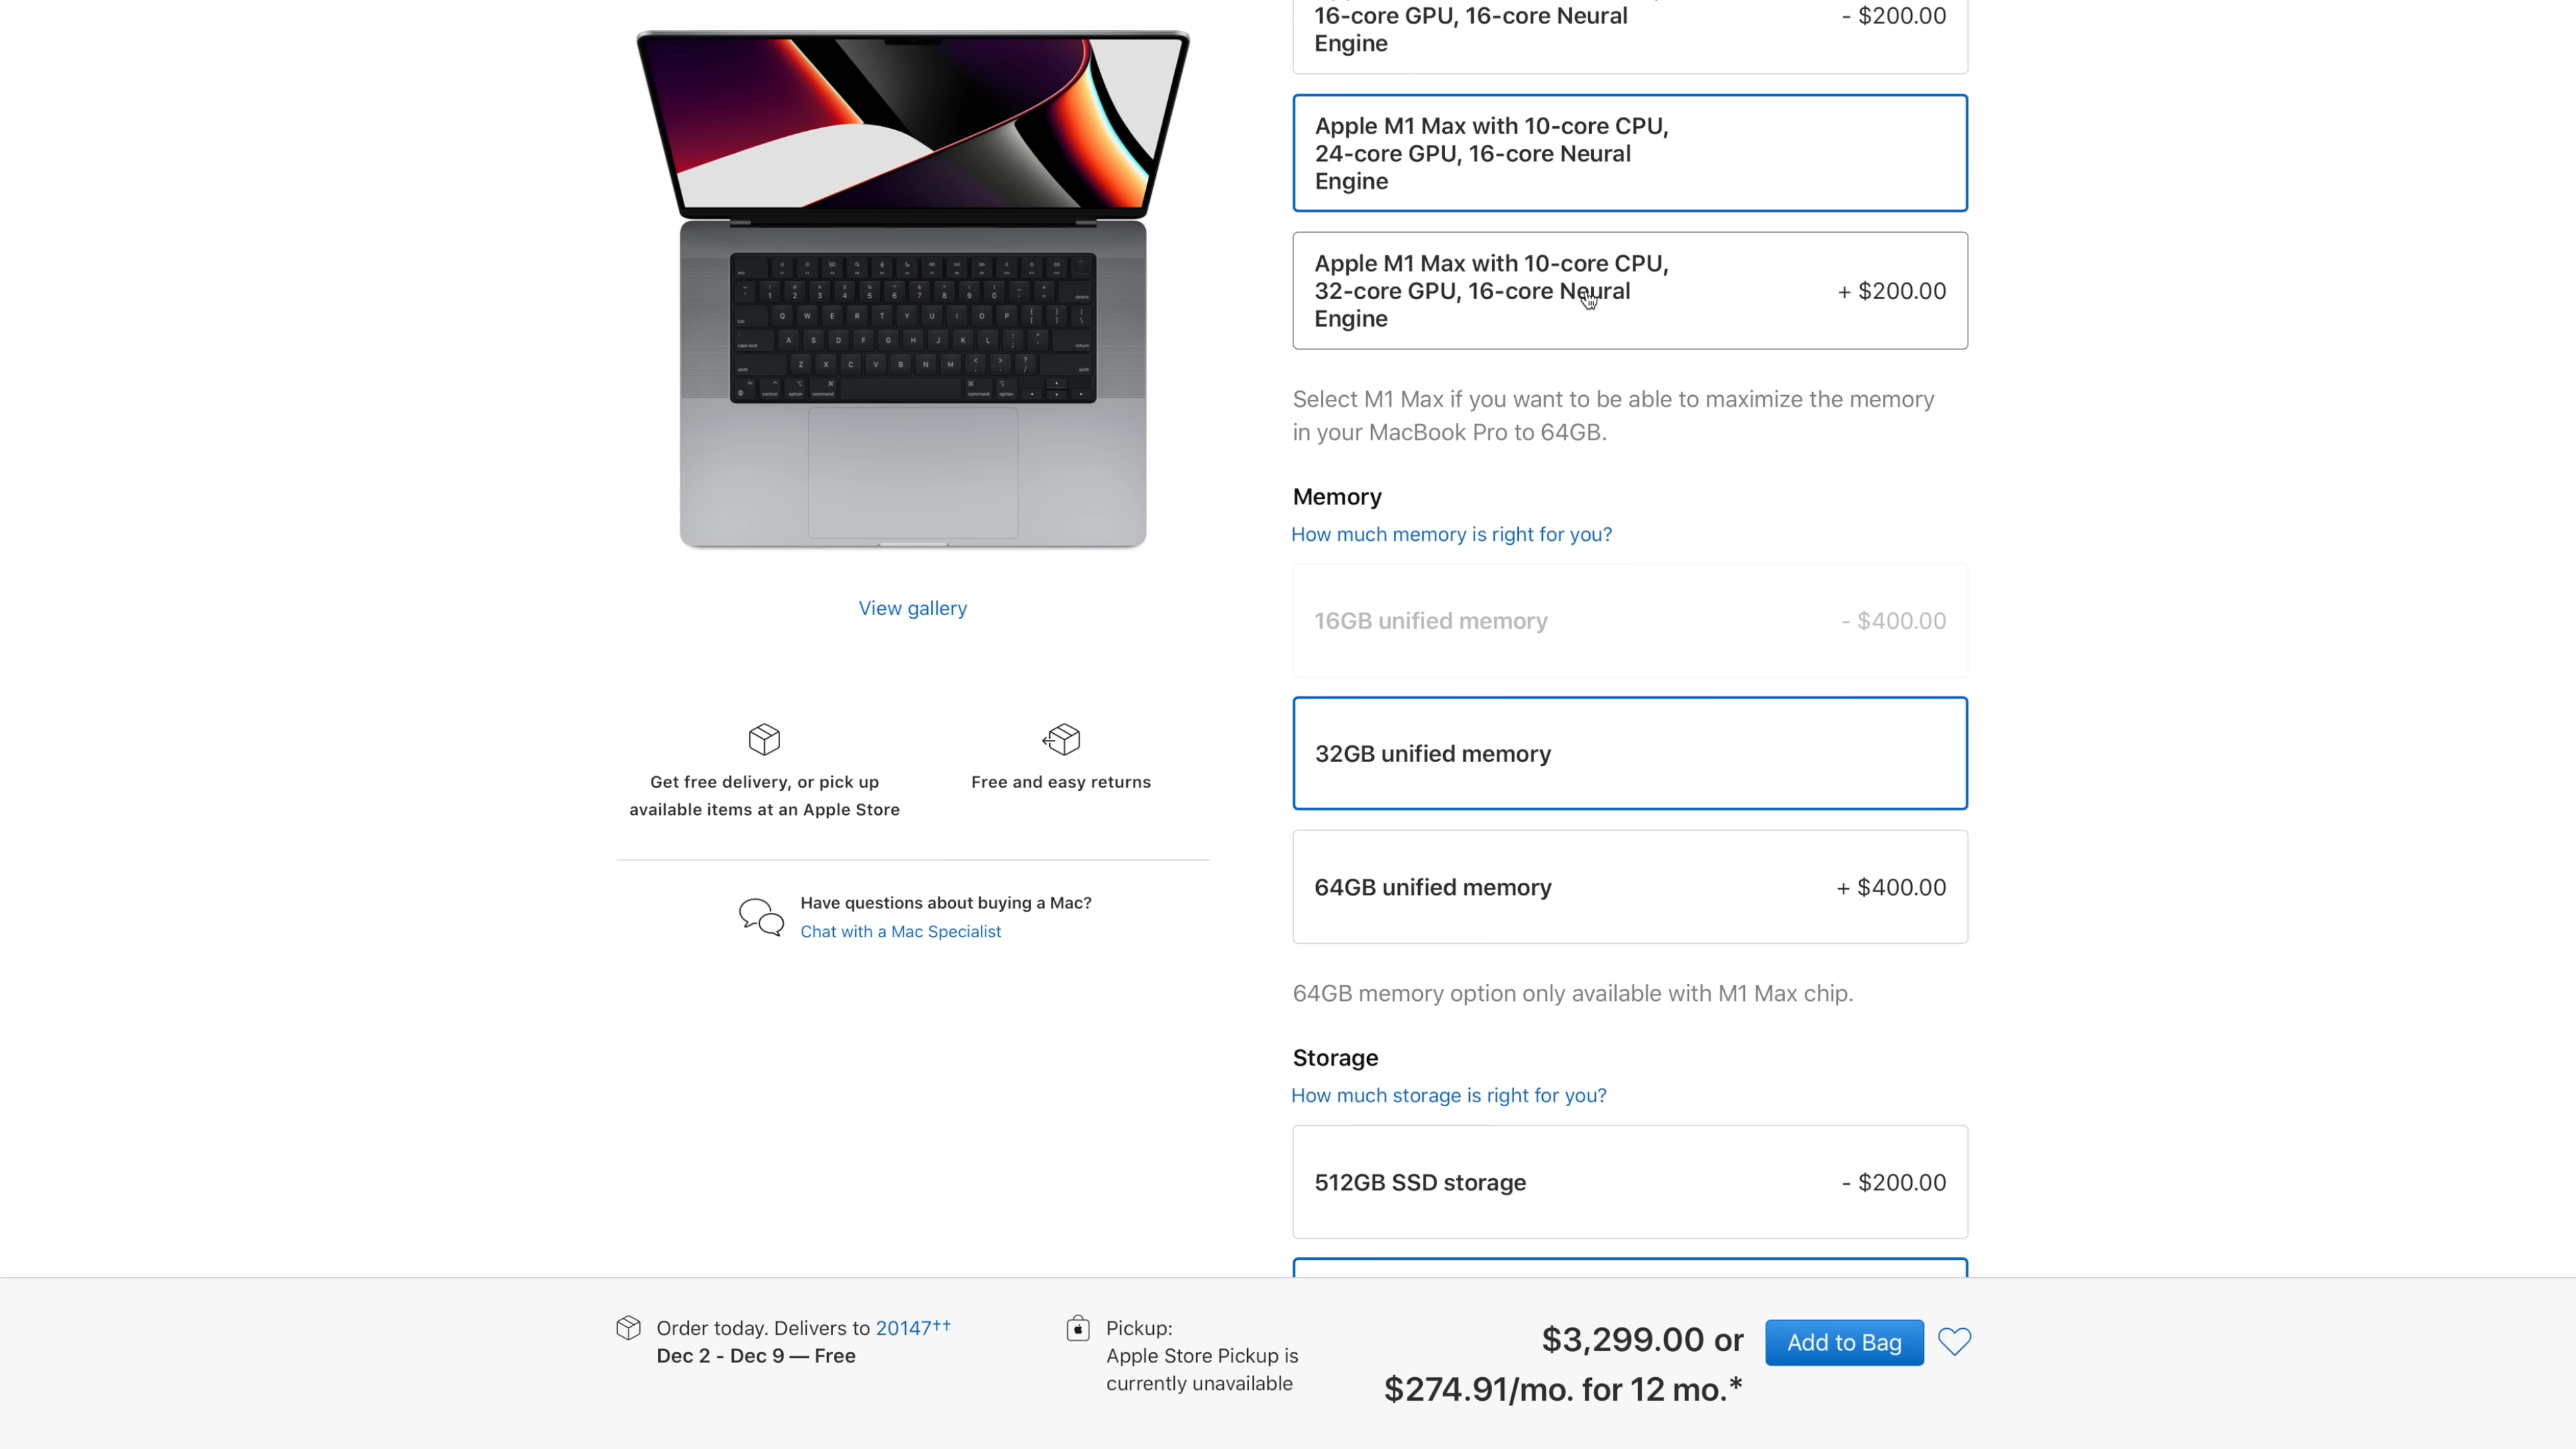 16-core GPU, 16-core Neural
Engine
- $200.00
Apple M1 Max with 10-core CPU,
24-core GPU, 16-core Neural
Engine
Apple M1 Max with 10-core CPU,
32-core GPU, 16-core Neural
Engine
+ $200.00
Select M1 Max if you want to be able to maximize the memory
in your MacBook Pro to 64GB.
Memory
How much memory is right for you?
16GB unified memory - $400.00
32GB unified memory
64GB unified memory + $400.00
64GB memory option only available with M1 Max chip.
Storage
How much storage is right for you?
512GB SSD storage - $200.00
View gallery
Get free delivery, or pick up
available items at an Apple Store
Free and easy returns
Have questions about buying a Mac?
Chat with a Mac Specialist
Order today. Delivers to 20147††
Dec 2 - Dec 9 — Free
Pickup:
Apple Store Pickup is
currently unavailable
$3,299.00 or
$274.91/mo. for 12 mo.*
Add to Bag